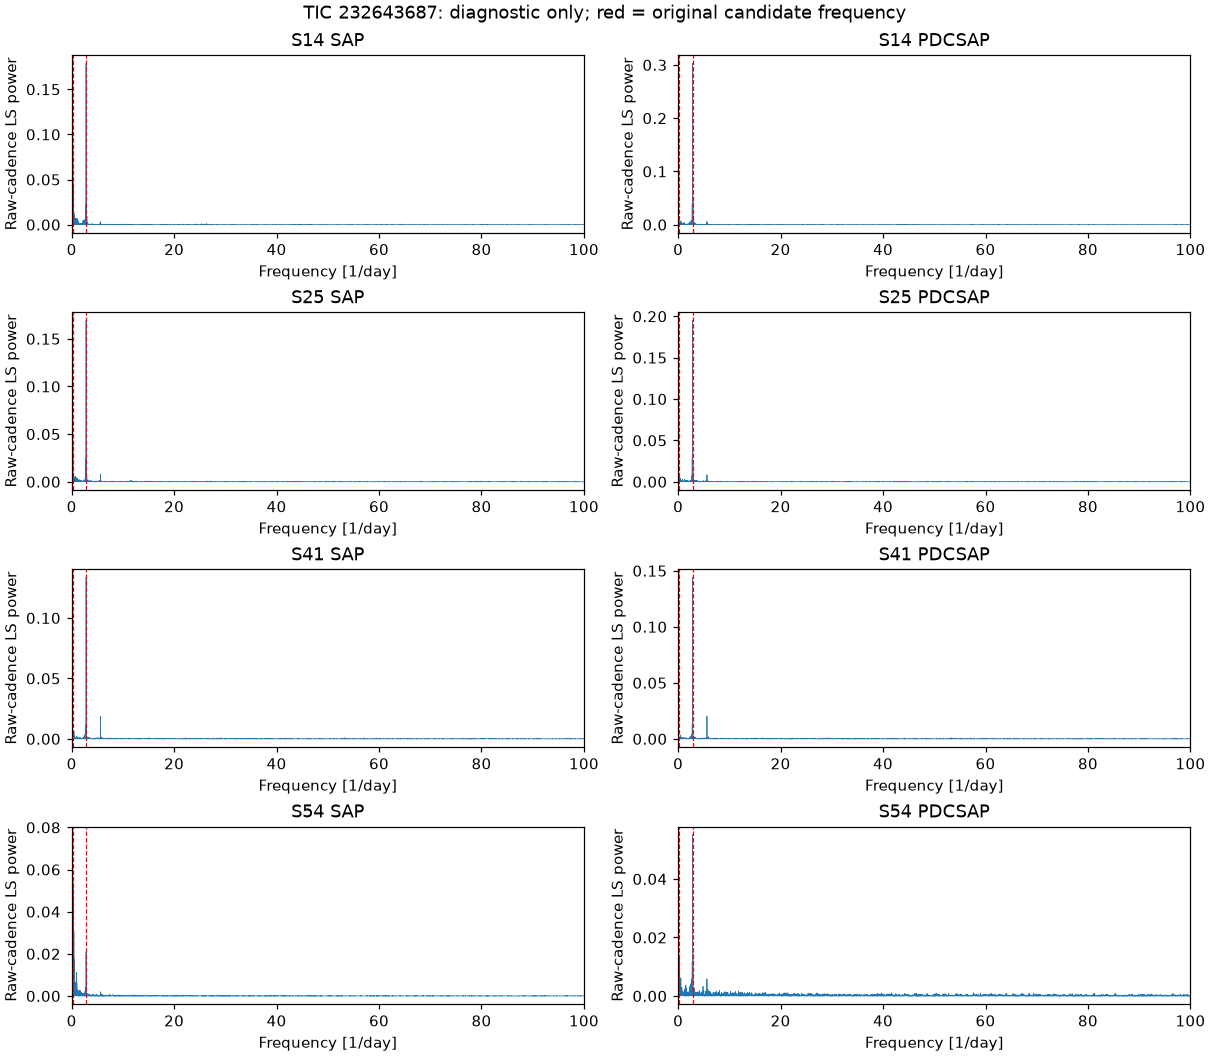 TIC 232643687: diagnostic only; red = original candidate frequency
S14 SAP
Raw-cadence LS power
0.15
0.10
0.05
0.00
0 20 40 60 80 100
Frequency [1/day]
S14 PDCSAP
Raw-cadence LS power
0.3
0.2
0.1
0.0
0 20 40 60 80 100
Frequency [1/day]
S25 SAP
Raw-cadence LS power
0.15
0.10
0.05
0.00
0 20 40 60 80 100
Frequency [1/day]
S25 PDCSAP
Raw-cadence LS power
0.20
0.15
0.10
0.05
0.00
0 20 40 60 80 100
Frequency [1/day]
S41 SAP
Raw-cadence LS power
0.10
0.05
0.00
0 20 40 60 80 100
Frequency [1/day]
S41 PDCSAP
Raw-cadence LS power
0.15
0.10
0.05
0.00
0 20 40 60 80 100
Frequency [1/day]
S54 SAP
Raw-cadence LS power
0.08
0.06
0.04
0.02
0.00
0 20 40 60 80 100
Frequency [1/day]
S54 PDCSAP
Raw-cadence LS power
0.04
0.02
0.00
0 20 40 60 80 100
Frequency [1/day]